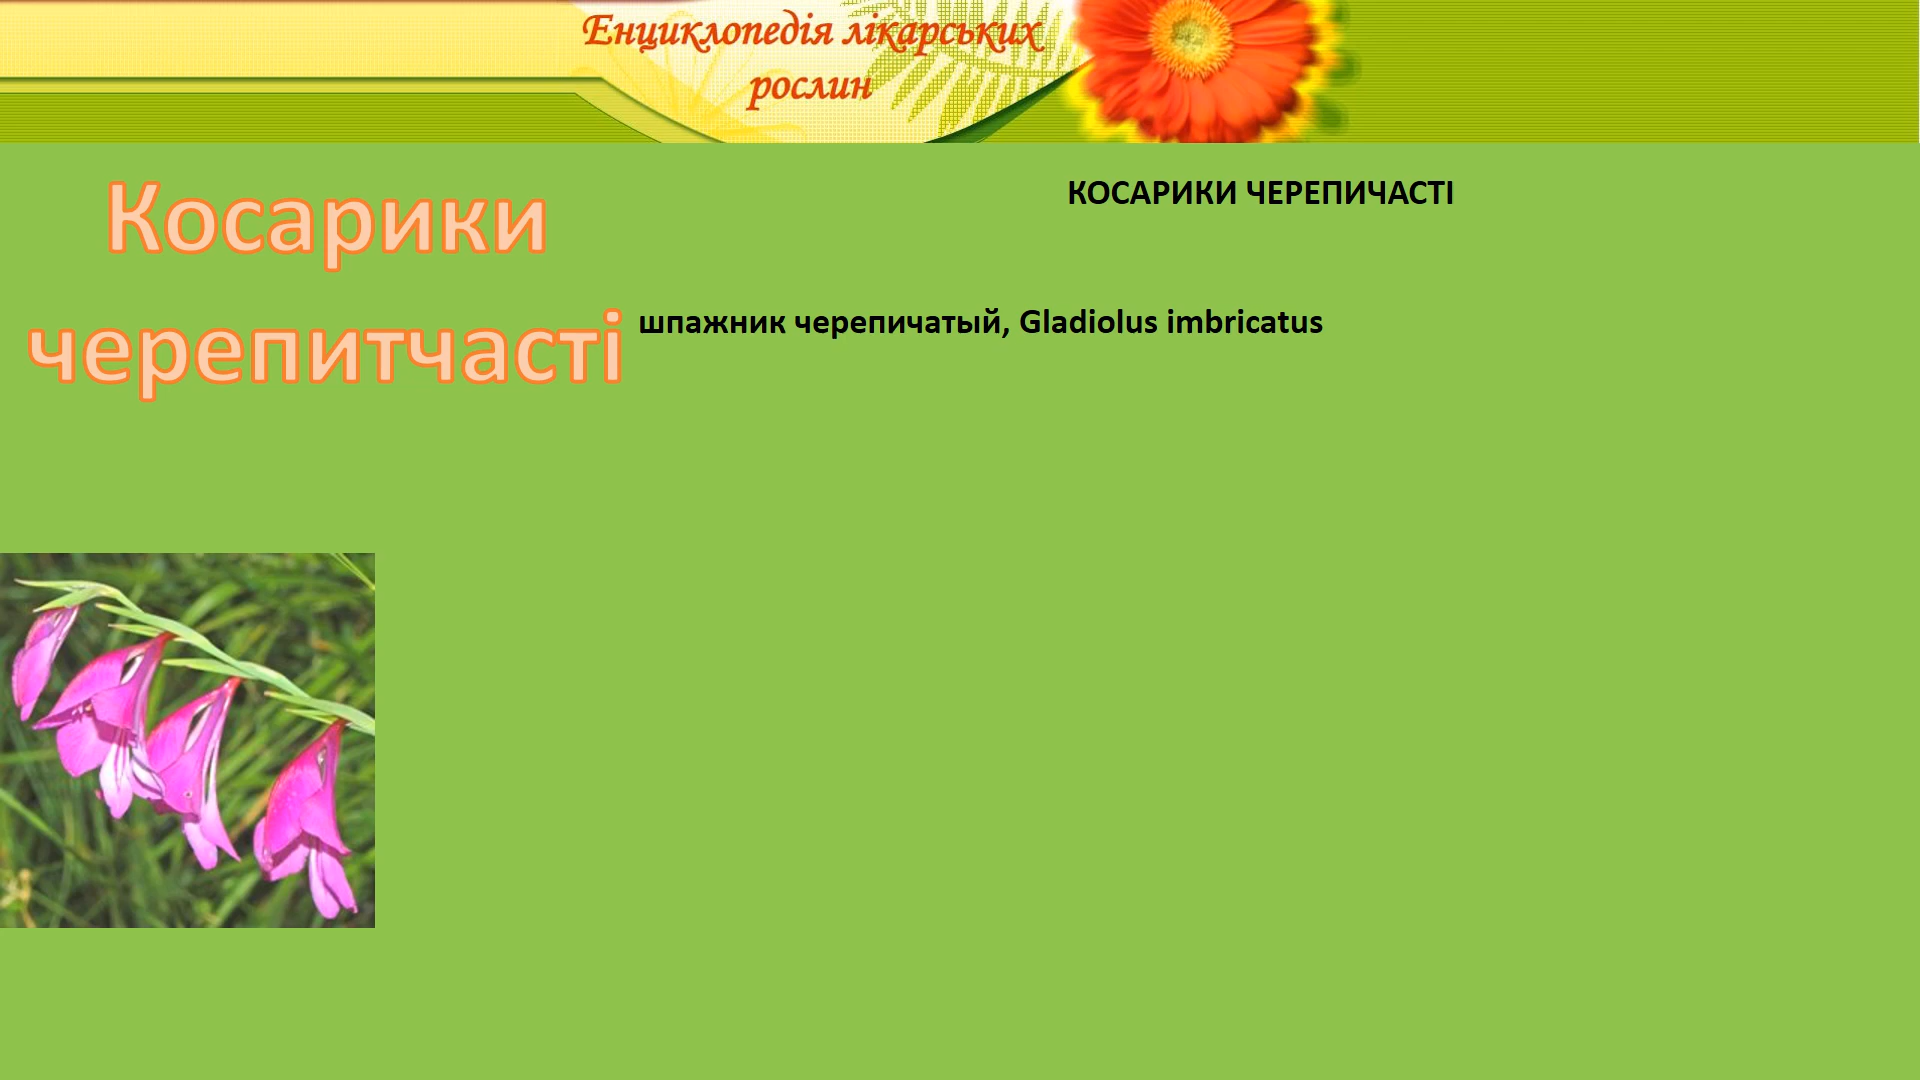 Енциклопедія лікарських
рослин
Косарики
черепитчасті
КОСАРИКИ ЧЕРЕПИЧАСТІ
шпажник черепичатый, Gladiolus imbricatus